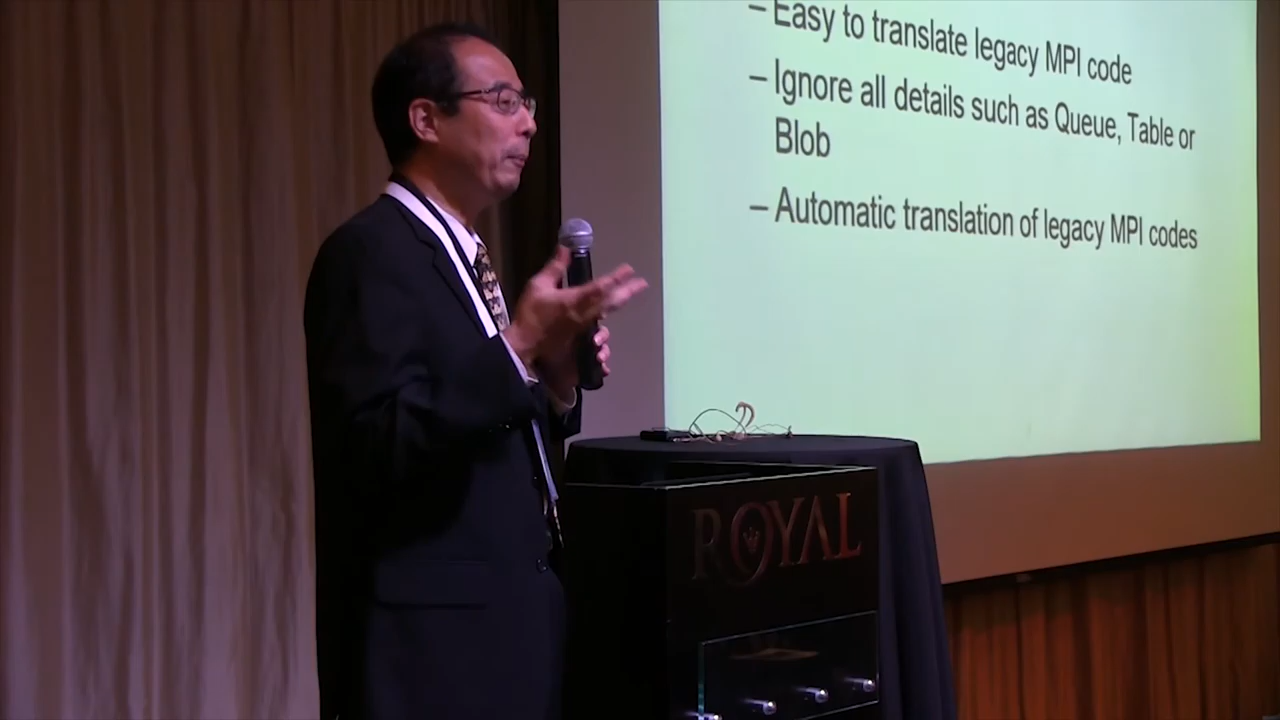 – Easy to translate legacy MPI code
– Ignore all details such as Queue, Table or
Blob
– Automatic translation of legacy MPI codes
ROYAL